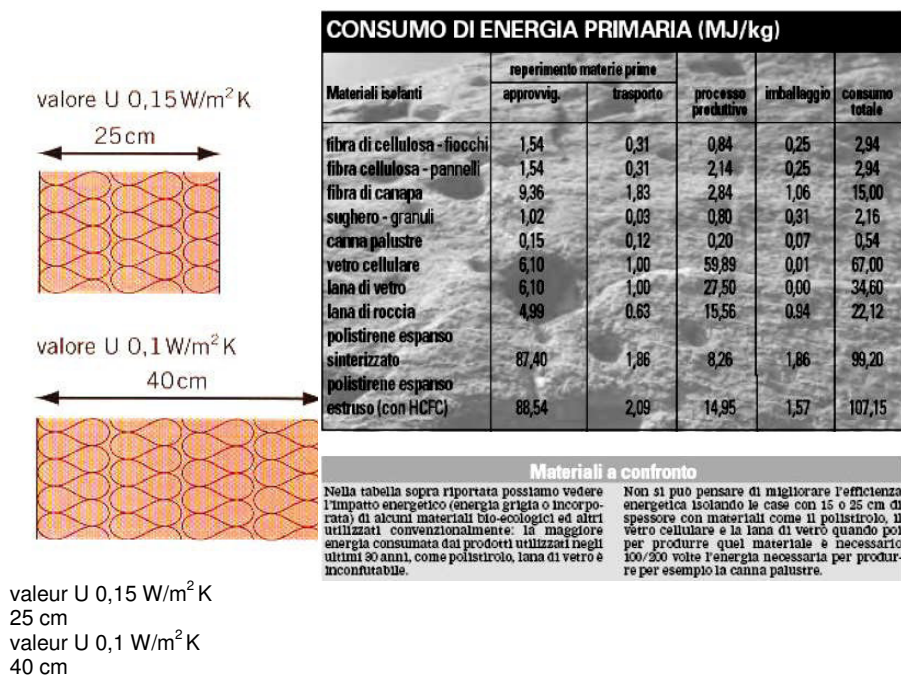 valore U 0,15 W/m² K
25 cm
valore U 0,1 W/m² K
40 cm
CONSUMO DI ENERGIA PRIMARIA (MJ/kg)
reperimento materie prime
Materiali isolanti approvvig. trasporto processo produttivo imballaggio consumo totale
fibra di cellulosa - fiocchi 1,54 0,31 0,84 0,25 2,94
fibra cellulosa - pannelli 1,54 0,31 2,14 0,25 2,94
fibra di canapa 9,36 1,83 2,84 1,06 15,00
sughero - granuli 1,02 0,03 0,80 0,31 2,16
canna palustre 0,15 0,12 0,20 0,07 0,54
vetro cellulare 6,10 1,00 59,89 0,01 67,00
lana di vetro 6,10 1,00 27,50 0,00 34,60
lana di roccia 4,99 0.63 15,56 0.94 22,12
polistirene espanso
sinterizzato 87,40 1,86 8,26 1,86 99,20
polistirene espanso
estruso (con HCFC) 88,54 2,09 14,95 1,57 107,15
Materiali a confronto
Nella tabella sopra riportata possiamo vedere
l'impatto energetico (energia grigia o incorpo-
rata) di alcuni materiali bio-ecologici ed altri
utilizzati convenzionalmente: la maggiore
energia consumata dai prodotti utilizzati negli
ultimi 30 anni, come polistirolo, lana di vetro è
inconfutabile.
Non si può pensare di migliorare l'efficienza
energetica isolando le case con 15 o 25 cm di
spessore con materiali come il polistirolo, il
vetro cellulare e la lana di vetro quando poi
per produrre quel materiale è necessario
100/200 volte l'energia necessaria per produr-
re per esempio la canna palustre.
valeur U 0,15 W/m² K
25 cm
valeur U 0,1 W/m² K
40 cm